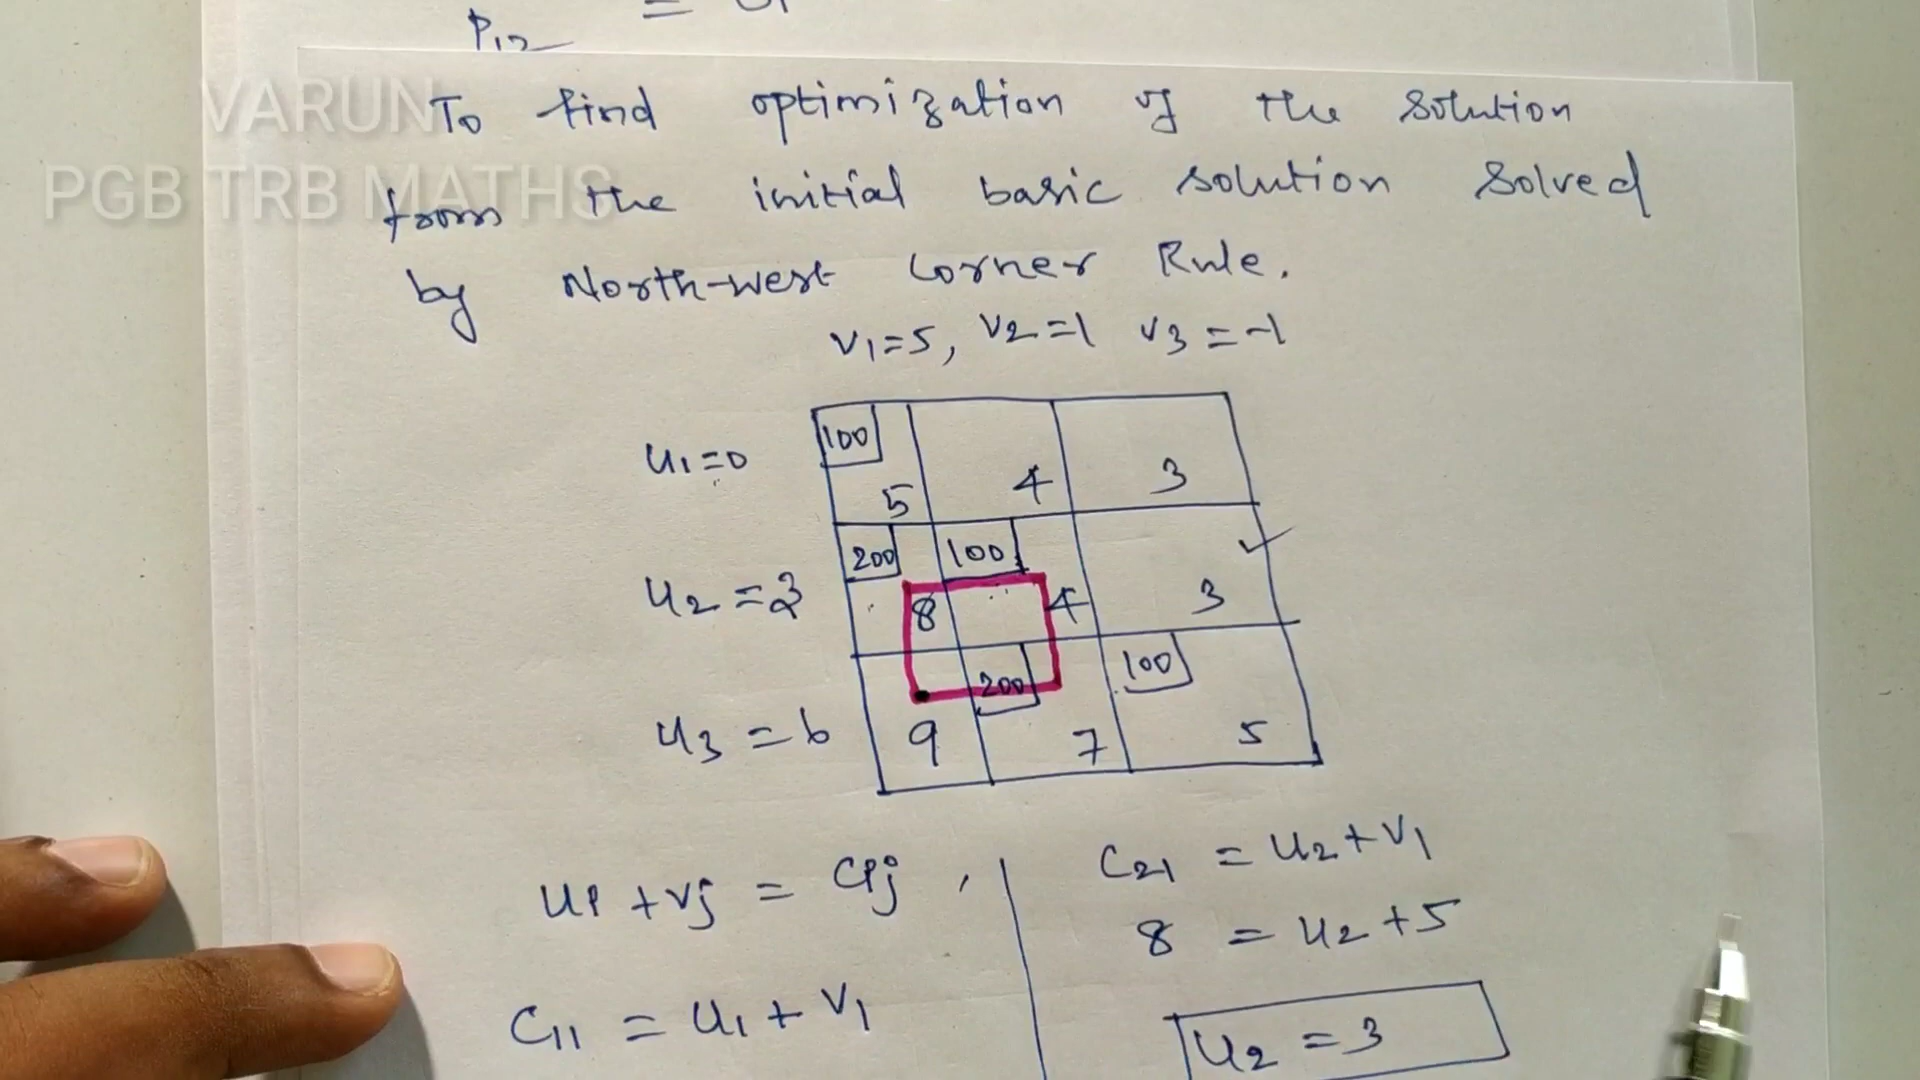 P12 =
VARUN
PGB TRB MATHS
To find optimization of the solution
from the initial basic solution solved
by North-west Corner Rule.
V1=5, V2=1 V3=-1
U1=0 100 5 4 3
U2=3 200 8 100 4 3 ✓
U3=6 9 200 7 100 5
Ui+Vj = Cij,
C11 = U1+V1
C21 = U2+V1
8 = U2+5
U2=3